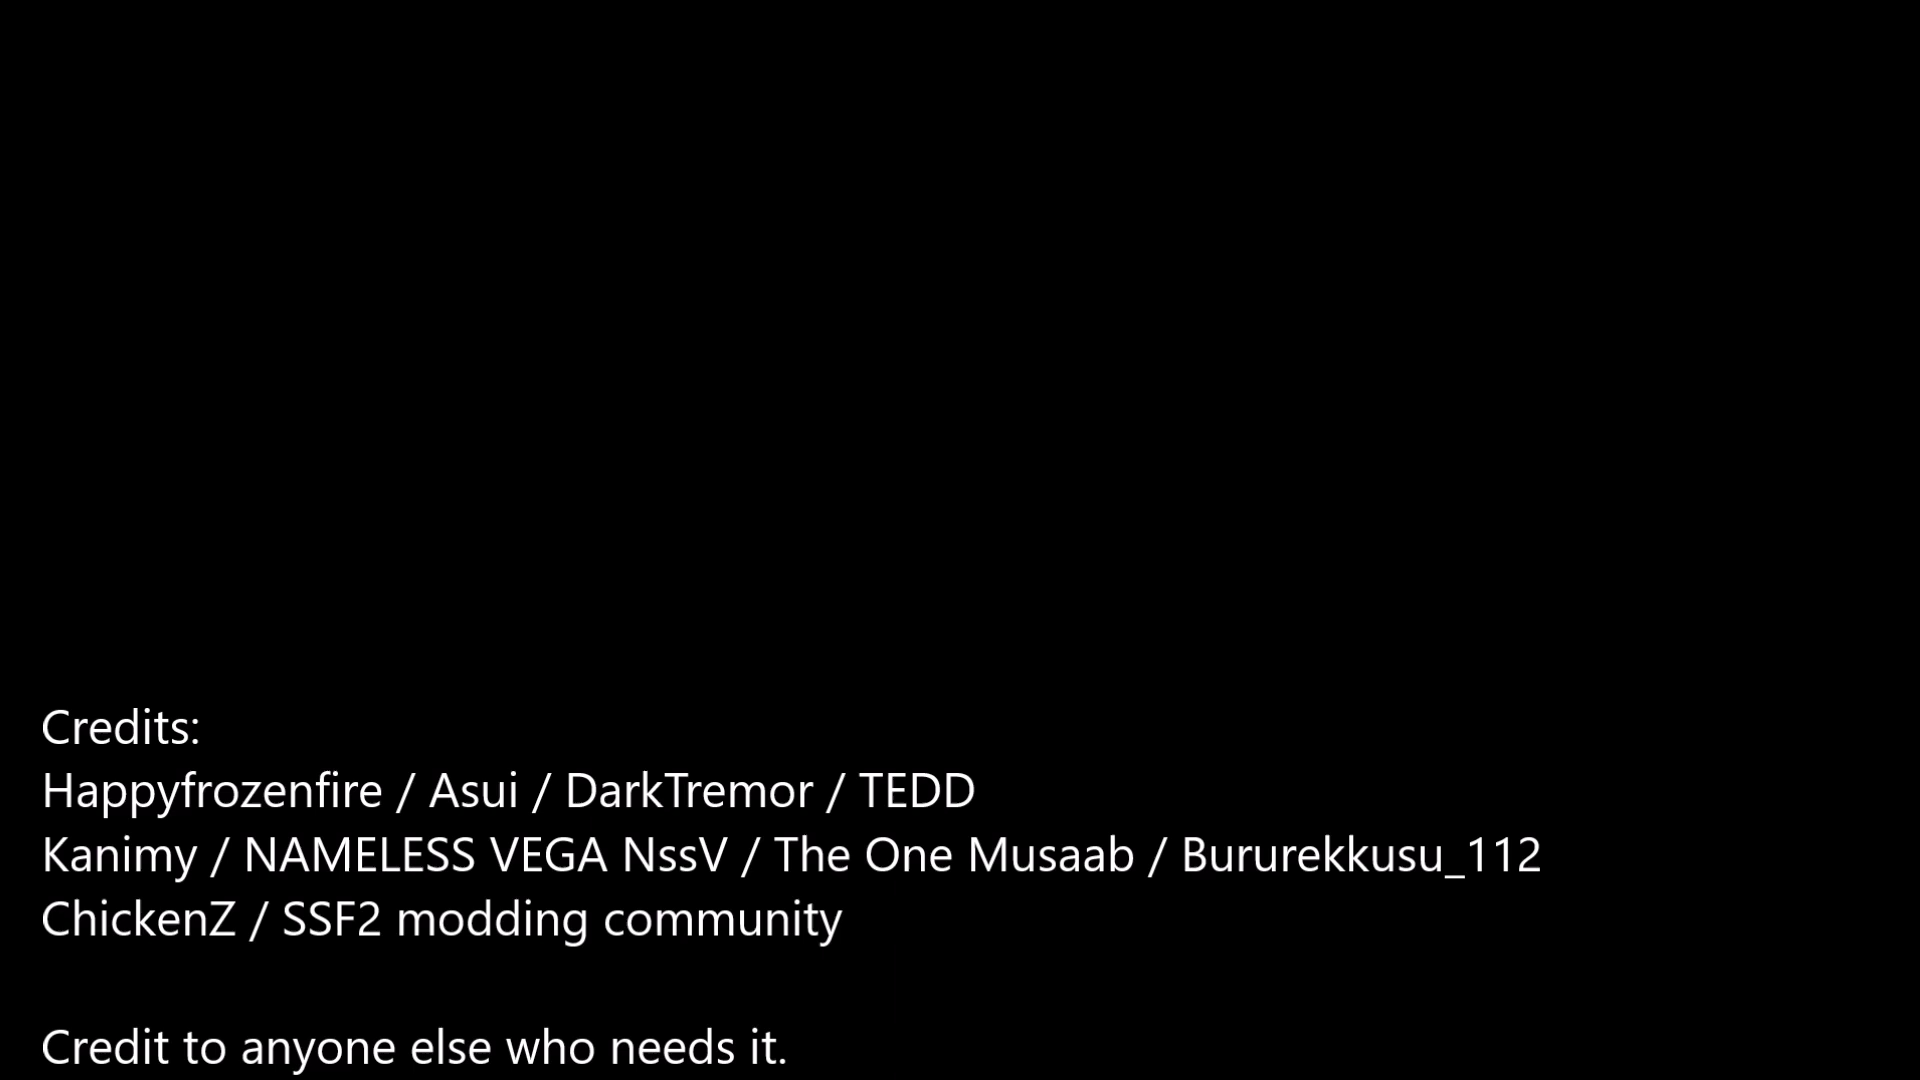 Credits:
Happyfrozenfire / Asui / DarkTremor / TEDD
Kanimy / NAMELESS VEGA NssV / The One Musaab / Bururekkusu_112
ChickenZ / SSF2 modding community
Credit to anyone else who needs it.